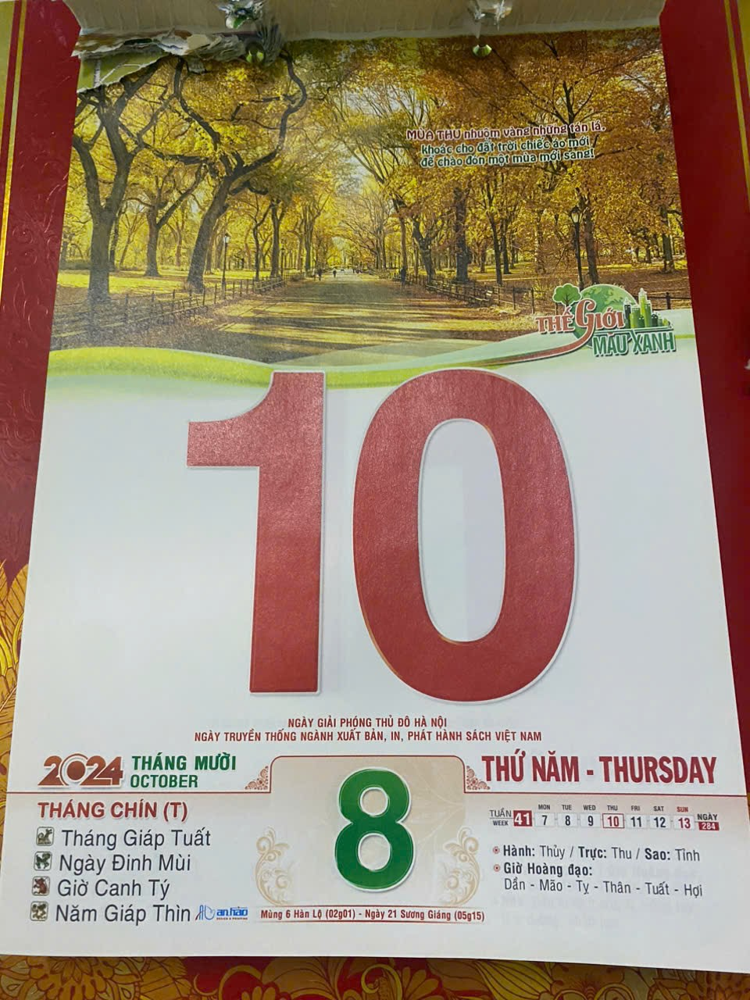 MÙA THU nhuộm vàng những tán lá,
khoác cho đất trời chiếc áo mới
để chào đón một mùa mới sang!
THẾ GIỚI
MÀU XANH
10
NGÀY GIẢI PHÓNG THỦ ĐÔ HÀ NỘI
NGÀY TRUYỀN THỐNG NGÀNH XUẤT BẢN, IN, PHÁT HÀNH SÁCH VIỆT NAM
2024 THÁNG MƯỜI
OCTOBER
THỨ NĂM - THURSDAY
THÁNG CHÍN (T)
Tháng Giáp Tuất
Ngày Đinh Mùi
Giờ Canh Tý
Năm Giáp Thìn
an.hảo
DESIGN & PRINTING
8
Mùng 6 Hàn Lộ (02g01) - Ngày 21 Sương Giáng (05g15)
TUẦN
WEEK
41
MON TUE WED THU FRI SAT SUN
7 8 9 10 11 12 13
NGÀY
284
Hành: Thủy / Trực: Thu / Sao: Tỉnh
Giờ Hoàng đạo:
Dần - Mão - Tỵ - Thân - Tuất - Hợi